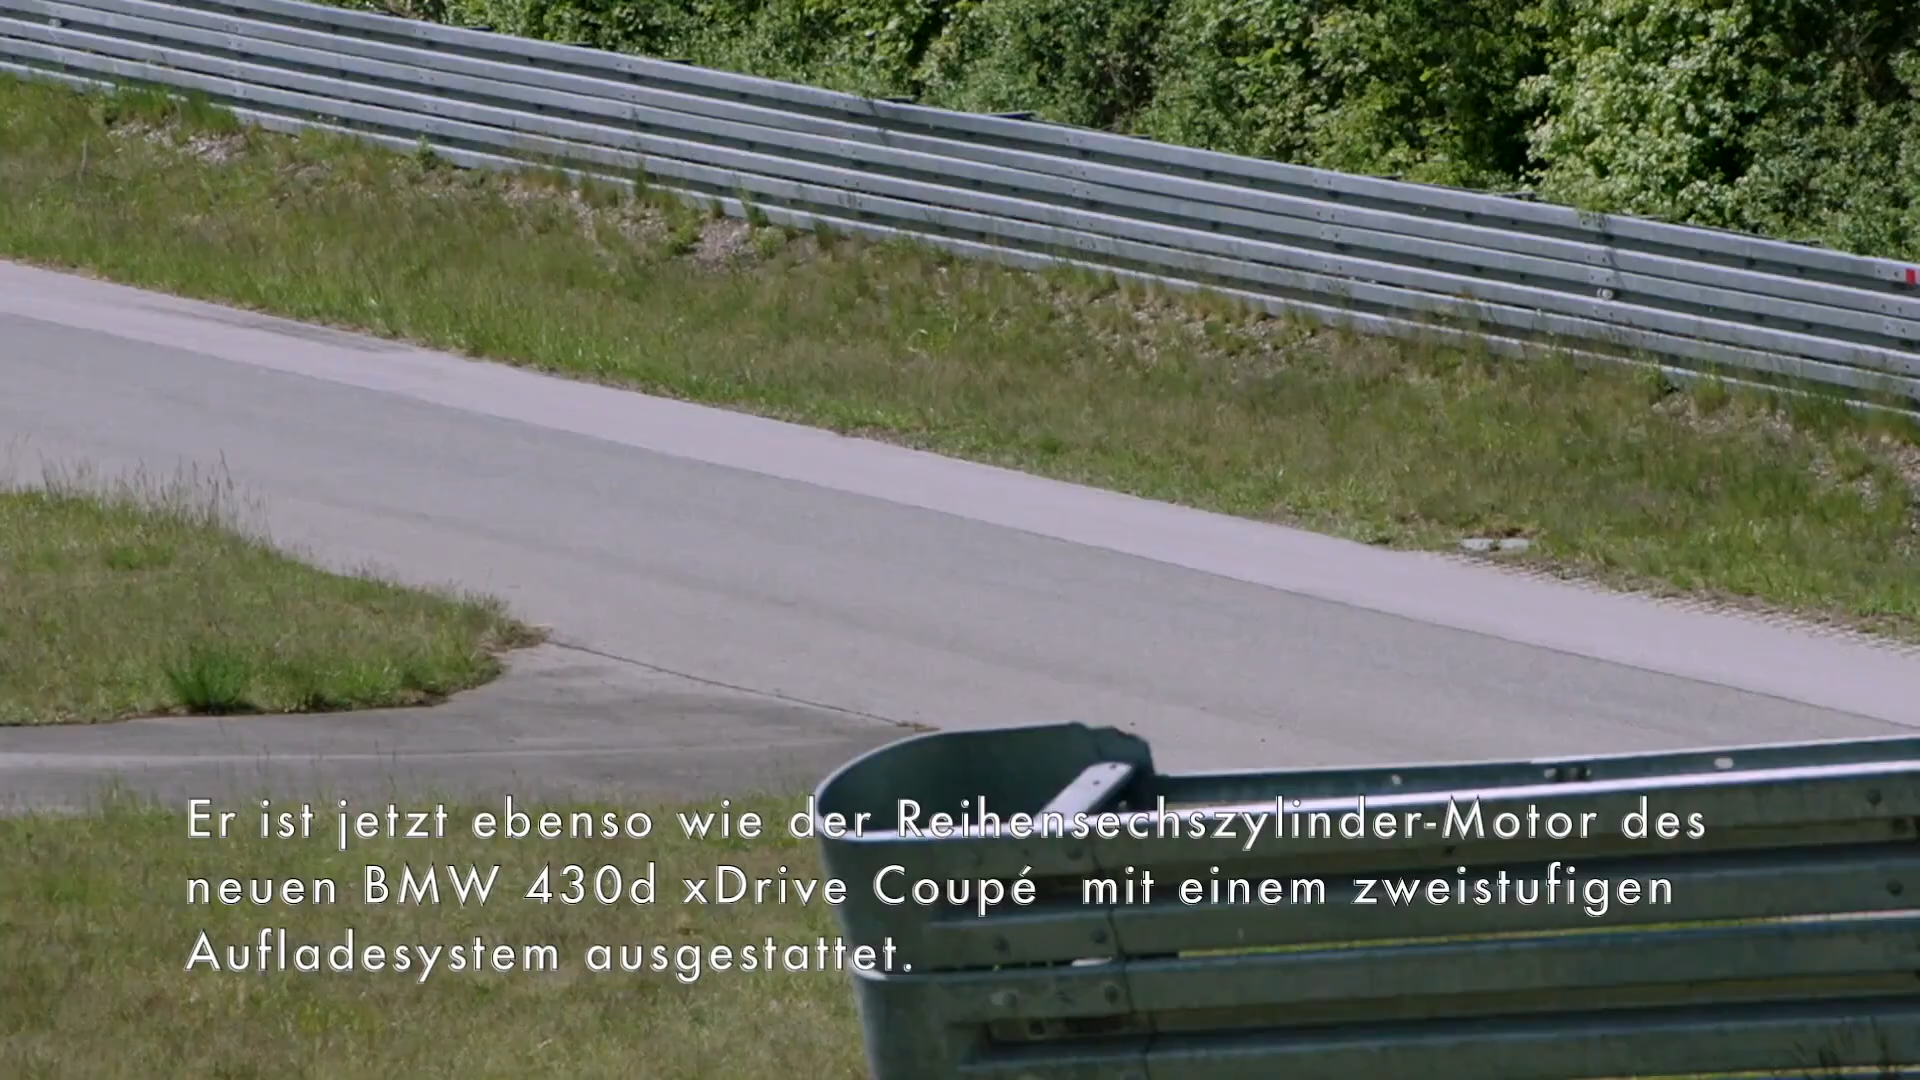 Er ist jetzt ebenso wie der Reihensechszylinder-Motor des
neuen BMW 430d xDrive Coupé mit einem zweistufigen
Aufladesystem ausgestattet.